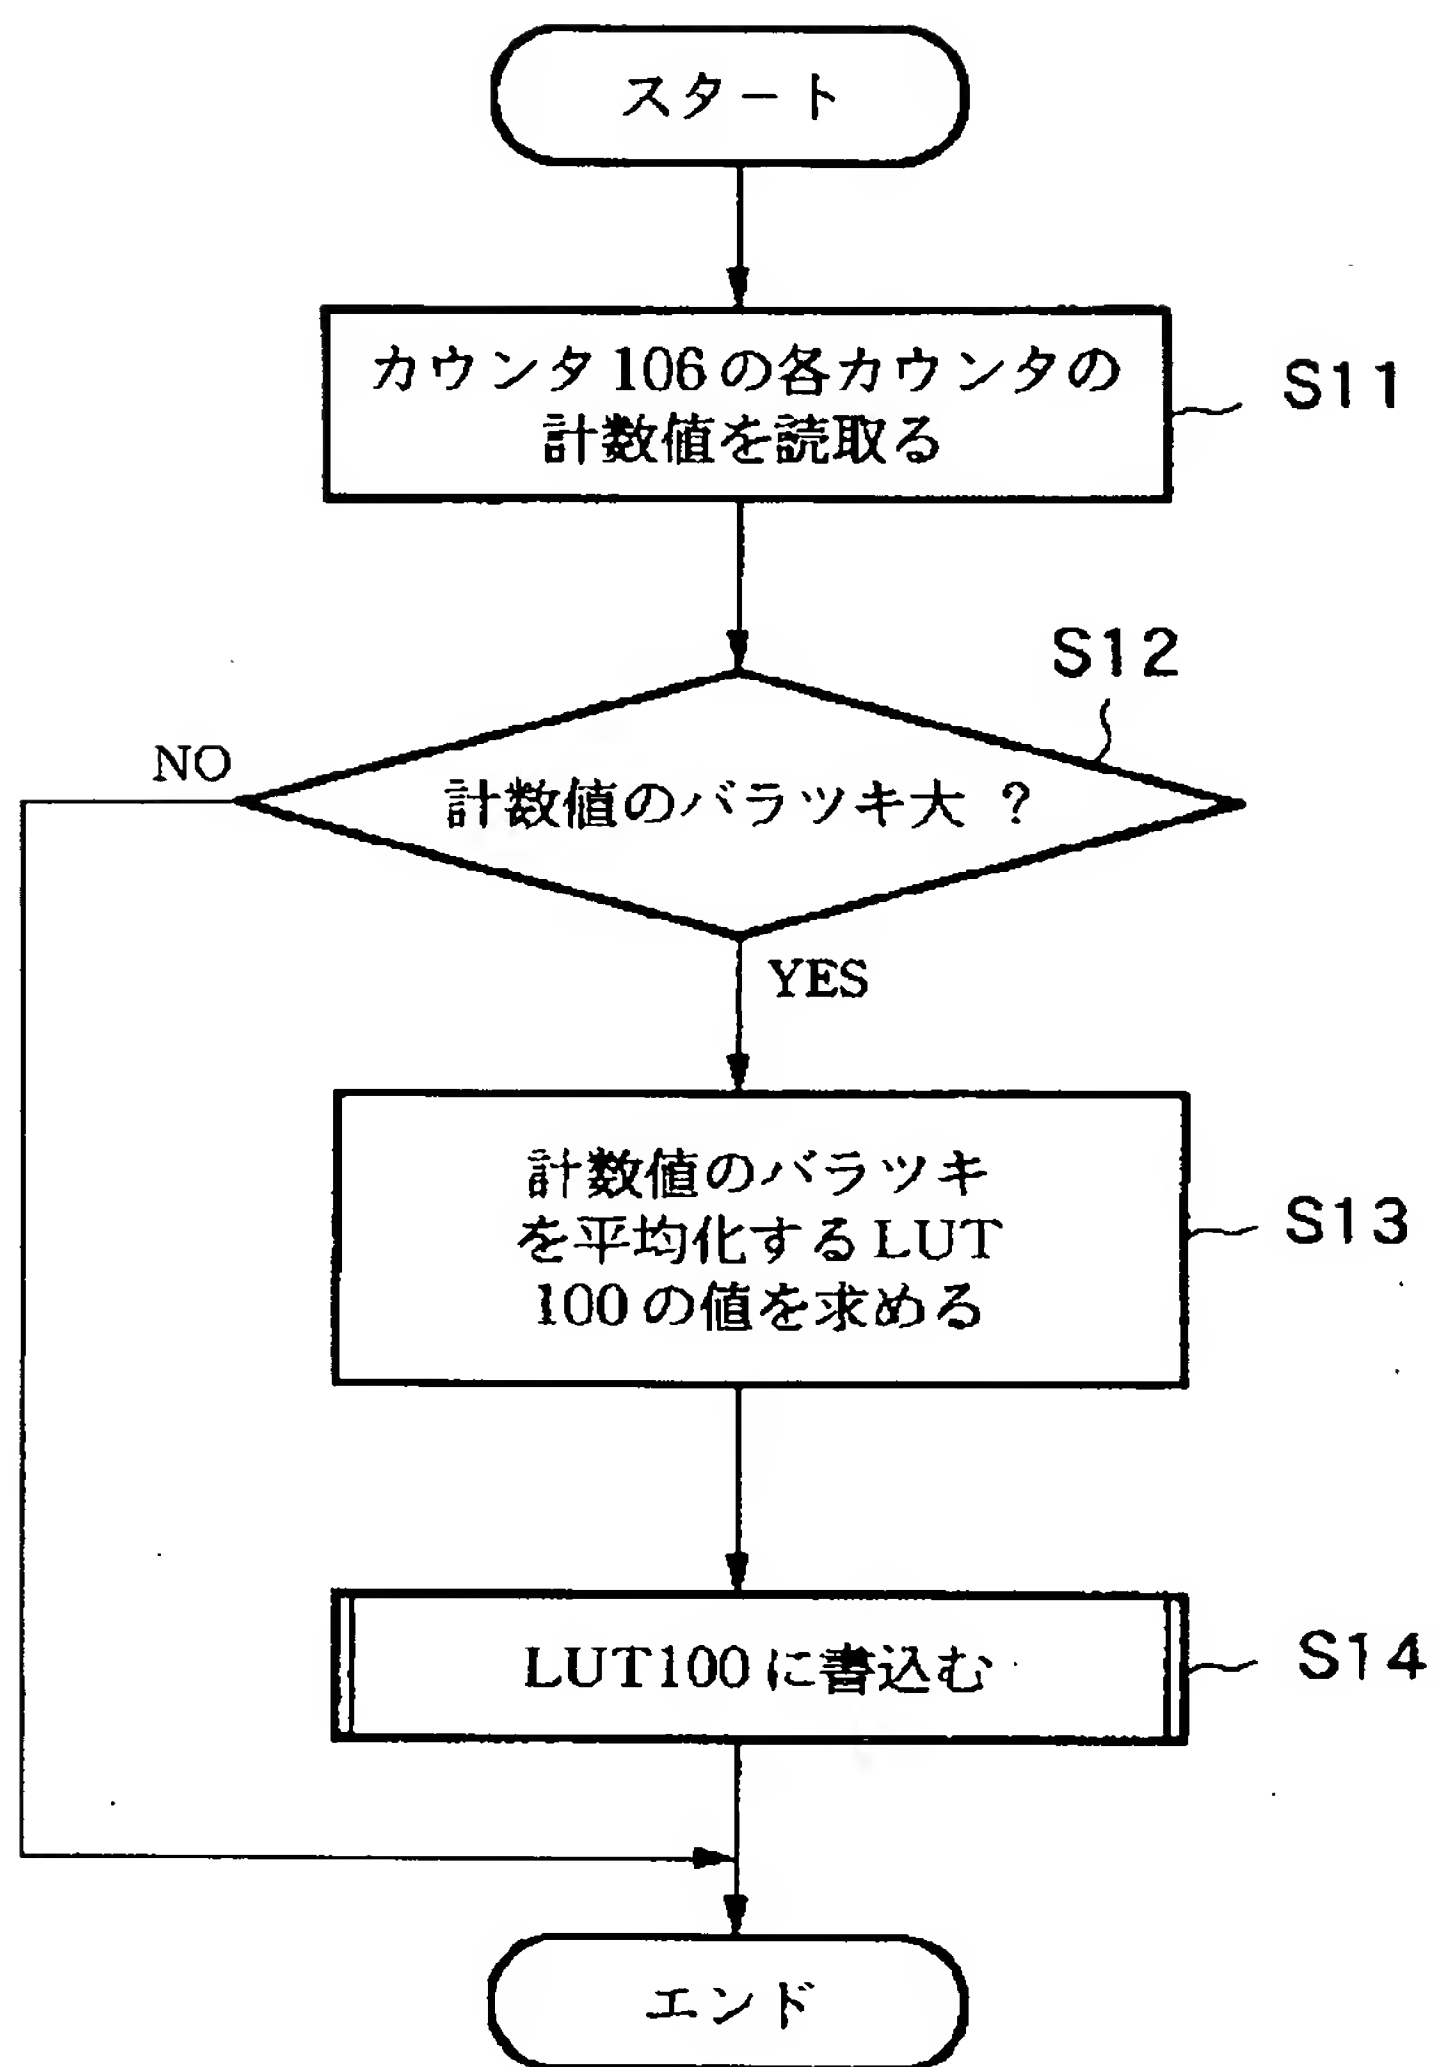 スタート
カウンタ106の各カウンタの
計数値を読取る
S11
S12
NO
計数値のバラツキ大 ?
YES
計数値のバラツキ
を平均化するLUT
100の値を求める
S13
LUT100に書込む
S14
エンド